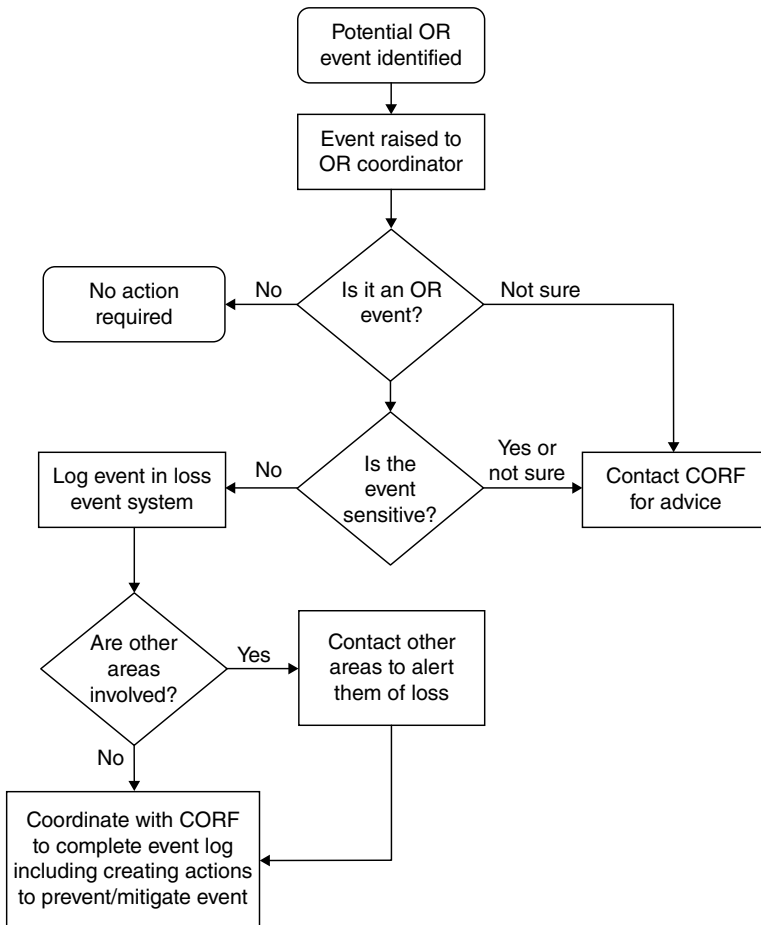 Potential OR
event identified
Event raised to
OR coordinator
Is it an OR
event?
No
Not sure
No action
required
Is the
event
sensitive?
No
Yes or
not sure
Log event in loss
event system
Contact CORF
for advice
Are other
areas
involved?
Yes
Contact other
areas to alert
them of loss
No
Coordinate with CORF
to complete event log
including creating actions
to prevent/mitigate event